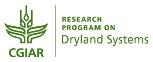 RESEARCH
PROGRAM ON
Dryland Systems
CGIAR